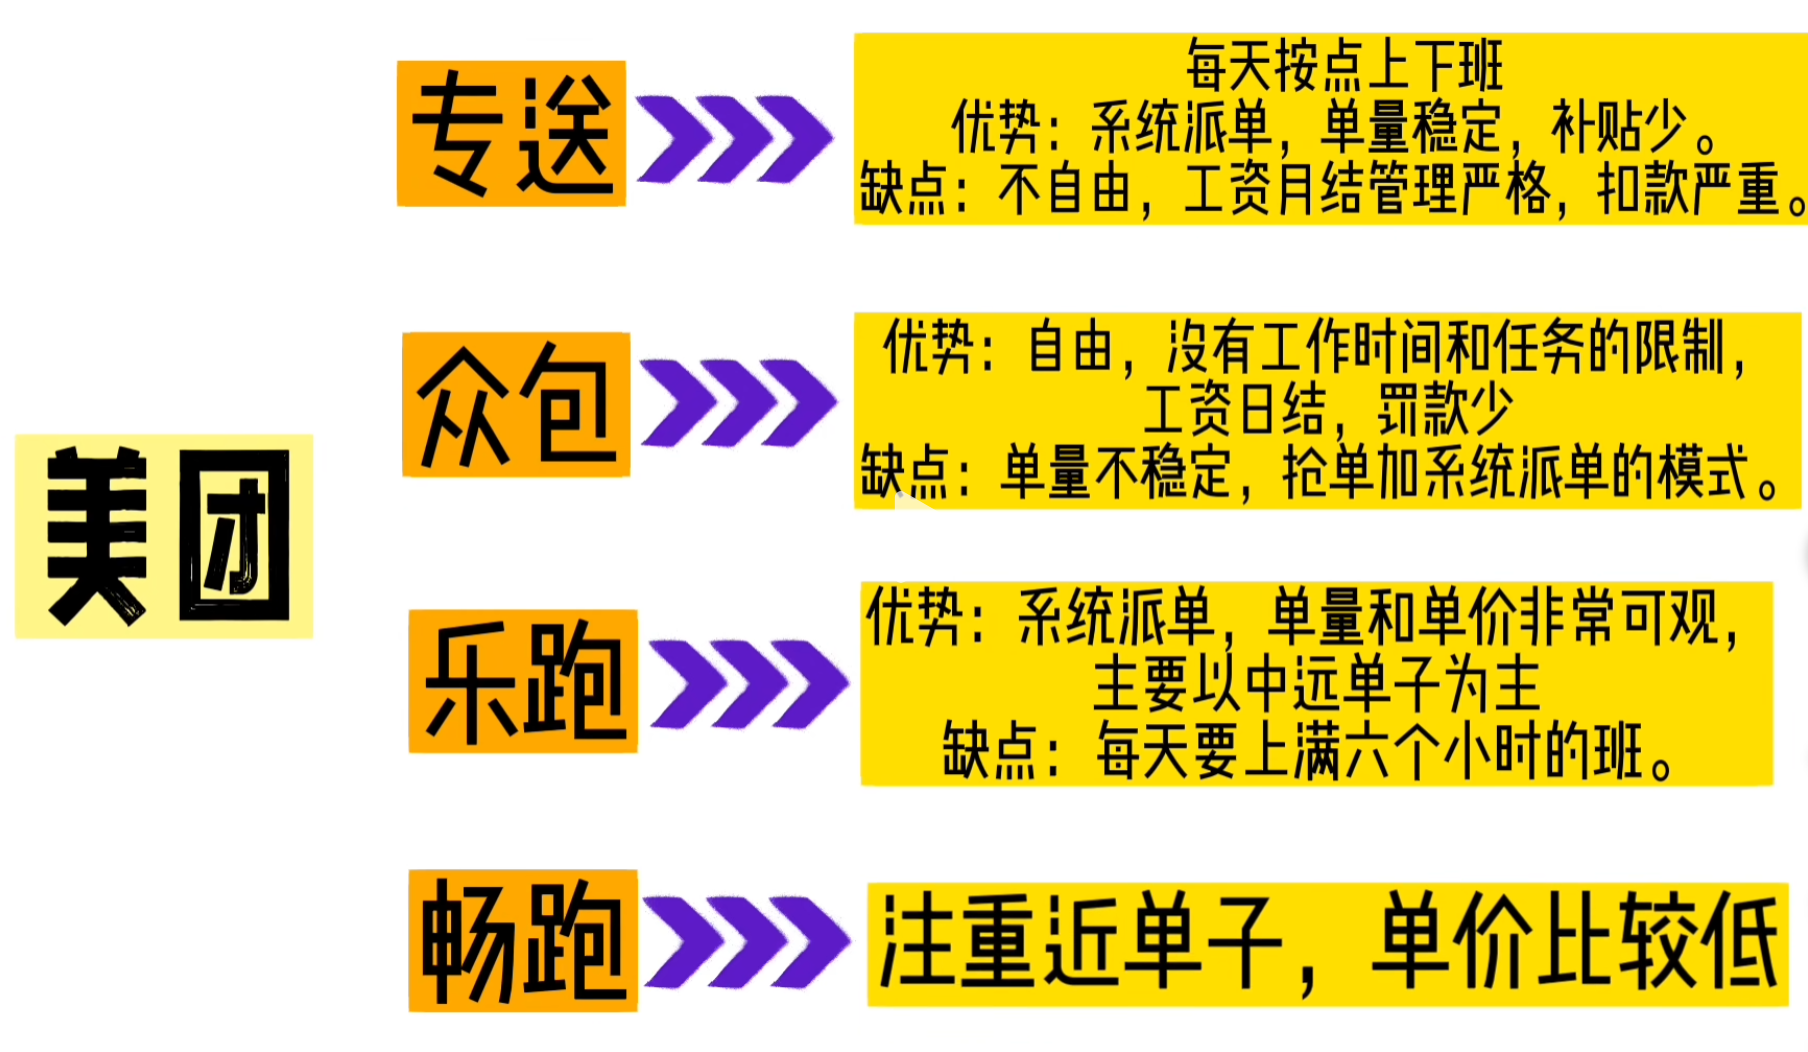 美团
专送
每天按点上下班
优势：系统派单，单量稳定，补贴少。
缺点：不自由，工资月结管理严格，扣款严重。
众包
优势：自由，没有工作时间和任务的限制，
工资日结，罚款少
缺点：单量不稳定，抢单加系统派单的模式。
乐跑
优势：系统派单，单量和单价非常可观，
主要以中远单子为主
缺点：每天要上满六个小时的班。
畅跑
注重近单子，单价比较低